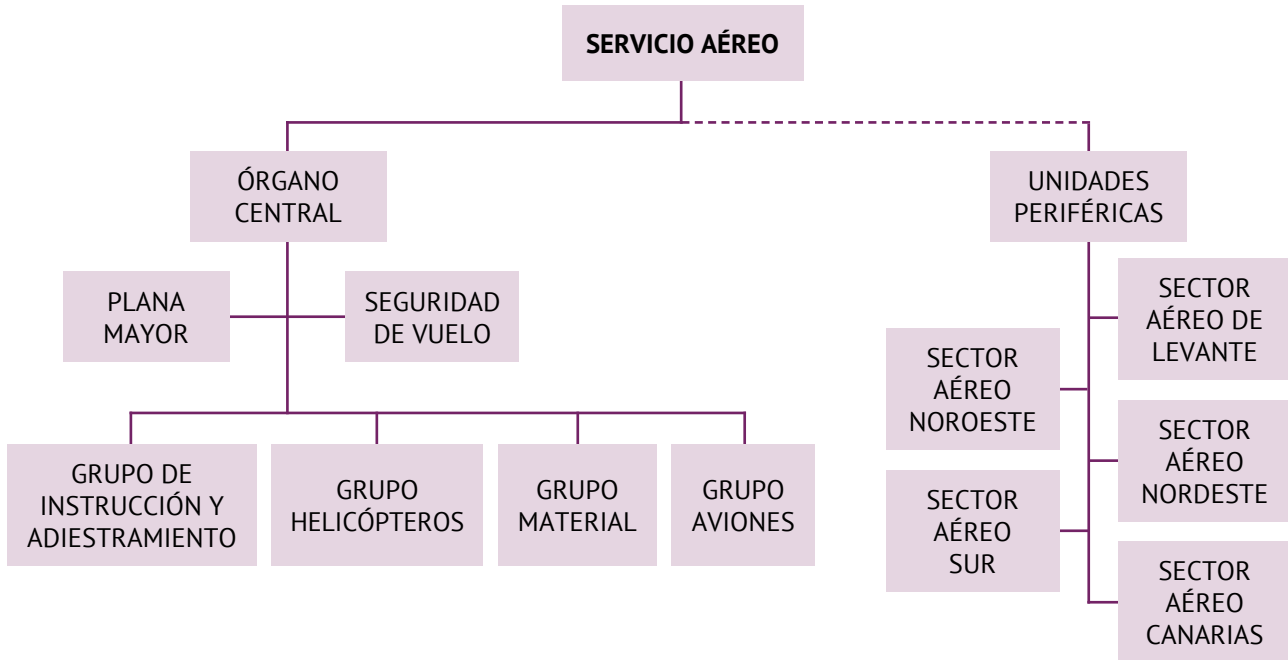 SERVICIO AÉREO
ÓRGANO
CENTRAL
UNIDADES
PERIFÉRICAS
PLANA
MAYOR
SEGURIDAD
DE VUELO
SECTOR
AÉREO DE
LEVANTE
SECTOR
AÉREO
NOROESTE
SECTOR
AÉREO
NORDESTE
SECTOR
AÉREO
SUR
SECTOR
AÉREO
CANARIAS
GRUPO DE
INSTRUCCIÓN Y
ADIESTRAMIENTO
GRUPO
HELICÓPTEROS
GRUPO
MATERIAL
GRUPO
AVIONES